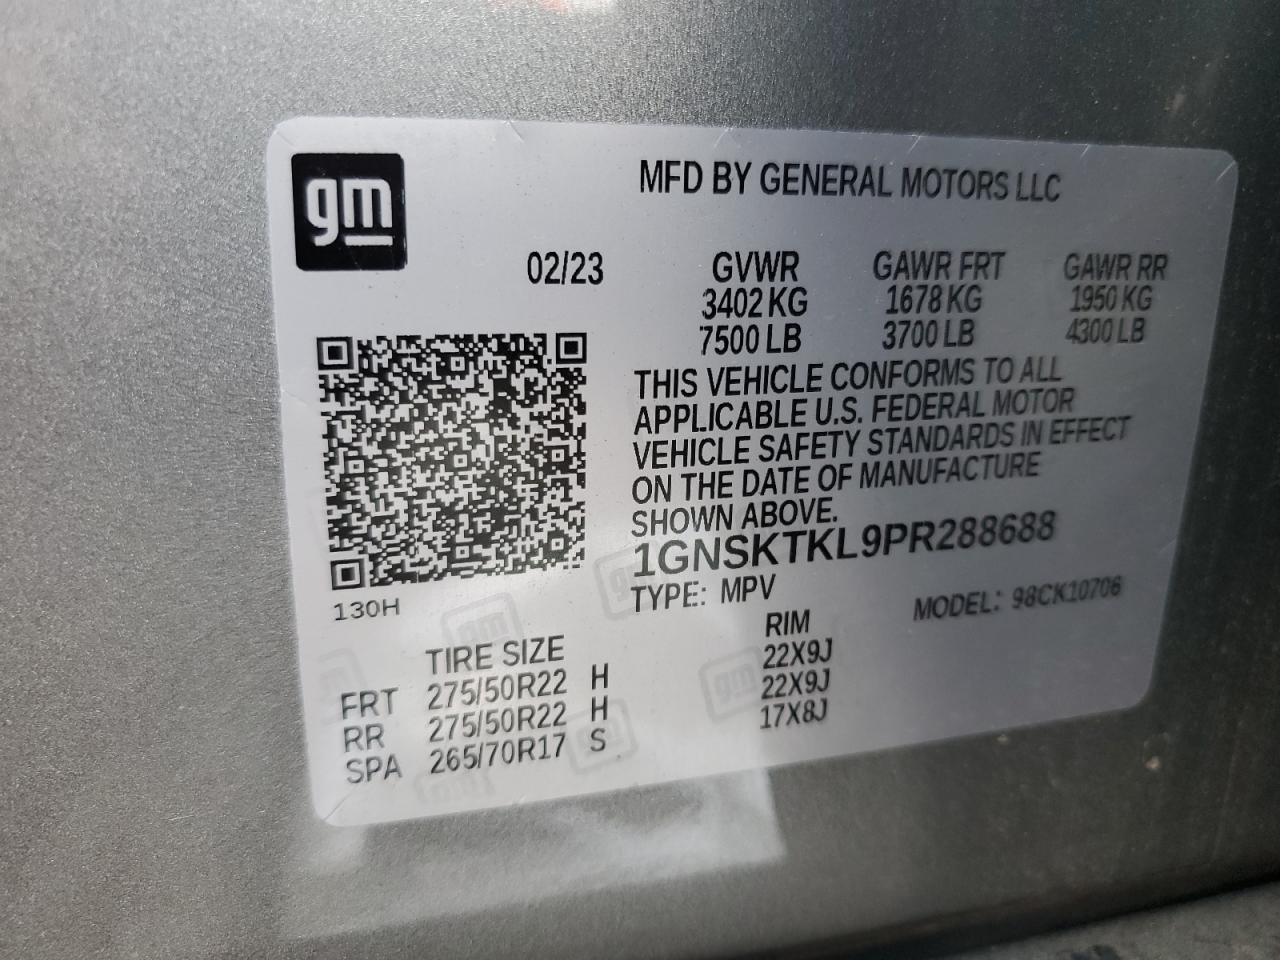 gm
MFD BY GENERAL MOTORS LLC
02/23
GVWR GAWR FRT GAWR RR
3402 KG 1678 KG 1950 KG
7500 LB 3700 LB 4300 LB
THIS VEHICLE CONFORMS TO ALL
APPLICABLE U.S. FEDERAL MOTOR
VEHICLE SAFETY STANDARDS IN EFFECT
ON THE DATE OF MANUFACTURE
SHOWN ABOVE.
1GNSKTKL9PR288688
TYPE: MPV MODEL: 98CK10706
130H
TIRE SIZE RIM
FRT 275/50R22 H 22X9J
RR 275/50R22 H 22X9J
SPA 265/70R17 S 17X8J
gm
gm
gm